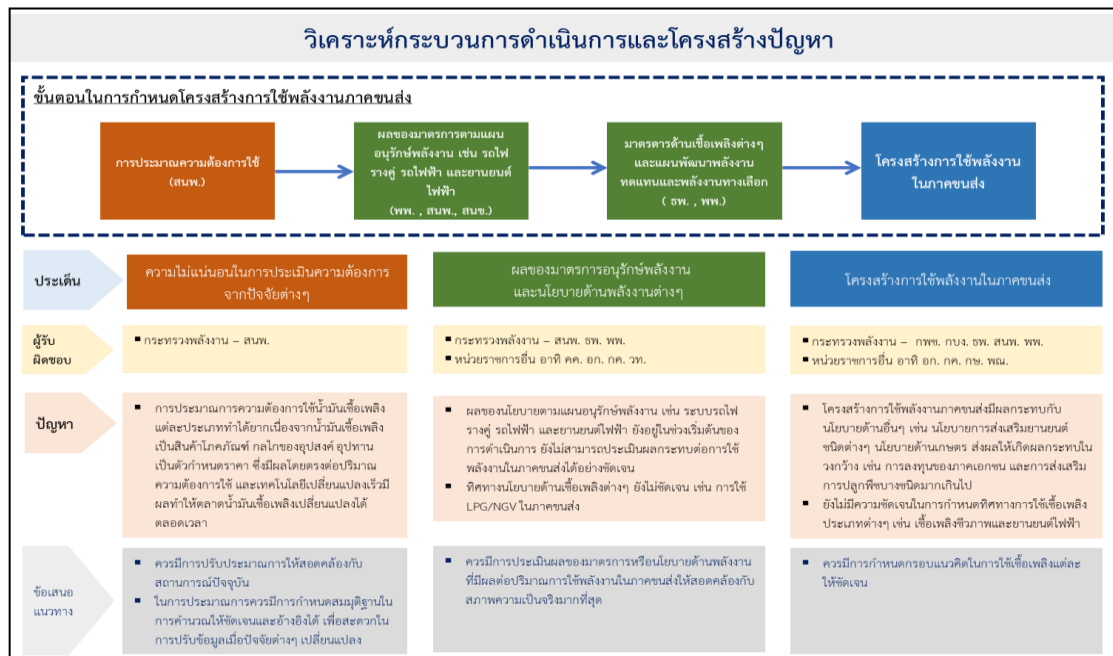 วิเคราะห์กระบวนการดำเนินการและโครงสร้างปัญหา
ขั้นตอนในการกำหนดโครงสร้างการใช้พลังงานภาคขนส่ง
การประมาณความต้องการใช้
(สนพ.)
ผลของมาตรการตามแผน
อนุรักษ์พลังงาน เช่น รถไฟ
รางคู่ รถไฟฟ้า และยานยนต์
ไฟฟ้า
(พพ. , สนพ., สนข.)
มาตรดารด้านเชื้อเพลิงต่างๆ
และแผนพัฒนาพลังงาน
ทดแทนและพลังงานทางเลือก
( ธพ. , พพ.)
โครงสร้างการใช้พลังงาน
ในภาคขนส่ง
ประเด็น
ความไม่แน่นอนในการประเมินความต้องการ
จากปัจจัยต่างๆ
ผลของมาตรการอนุรักษ์พลังงาน
และนโยบายด้านพลังงานต่างๆ
โครงสร้างการใช้พลังงานในภาคขนส่ง
ผู้รับ
ผิดชอบ
▪ กระทรวงพลังงาน – สนพ.
▪ กระทรวงพลังงาน – สนพ. ธพ. พพ.
▪ หน่วยราชการอื่น อาทิ คค. อก. กค. วท.
▪ กระทรวงพลังงาน – กพช. กบง. ธพ. สนพ. พพ.
▪ หน่วยราชการอื่น อาทิ อก. กค. กษ. พณ.
ปัญหา
▪ การประมาณการความต้องการใช้น้ำมันเชื้อเพลิง
แต่ละประเภททำได้ยากเนื่องจากน้ำมันเชื้อเพลิง
เป็นสินค้าโภคภัณฑ์ กลไกของอุปสงค์ อุปทาน
เป็นตัวกำหนดราคา ซึ่งมีผลโดยตรงต่อปริมาณ
ความต้องการใช้ และเทคโนโลยีเปลี่ยนแปลงเร็วมี
ผลทำให้ตลาดน้ำมันเชื้อเพลิงเปลี่ยนแปลงได้
ตลอดเวลา
▪ ผลของนโยบายตามแผนอนุรักษ์พลังงาน เช่น ระบบรถไฟ
รางคู่ รถไฟฟ้า และยานยนต์ไฟฟ้า ยังอยู่ในช่วงเริ่มต้นของ
การดำเนินการ ยังไม่สามารถประเมินผลกระทบต่อการใช้
พลังงานในภาคขนส่งได้อย่างชัดเจน
▪ ทิศทางนโยบายด้านเชื้อเพลิงต่างๆ ยังไม่ชัดเจน เช่น การใช้
LPG/NGV ในภาคขนส่ง
▪ โครงสร้างการใช้พลังงานภาคขนส่งมีผลกระทบกับ
นโยบายด้านอื่นๆ เช่น นโยบายการส่งเสริมยานยนต์
ชนิดต่างๆ นโยบายด้านเกษตร ส่งผลให้เกิดผลกระทบใน
วงกว้าง เช่น การลงทุนของภาคเอกชน และการส่งเสริม
การปลูกพืชบางชนิดมากเกินไป
▪ ยังไม่มีความชัดเจนในการกำหนดทิศทางการใช้เชื้อเพลิง
ประเภทต่างๆ เช่น เชื้อเพลิงชีวภาพและยานยนต์ไฟฟ้า
ข้อเสนอ
แนวทาง
▪ ควรมีการปรับประมาณการให้สอดคล้องกับ
สถานการณ์ปัจจุบัน
▪ ในการประมาณการควรมีการกำหนดสมมุติฐานใน
การคำนวณให้ชัดเจนและอ้างอิงได้ เพื่อสะดวกใน
การปรับข้อมูลเมื่อปัจจัยต่างๆ เปลี่ยนแปลง
▪ ควรมีการประเมินผลของมาตรการหรือนโยบายด้านพลังงาน
ที่มีผลต่อปริมาณการใช้พลังงานในภาคขนส่งให้สอดคล้องกับ
สภาพความเป็นจริงมากที่สุด
▪ ควรมีการกำหนดกรอบแนวคิดในการใช้เชื้อเพลิงแต่ละ
ให้ชัดเจน